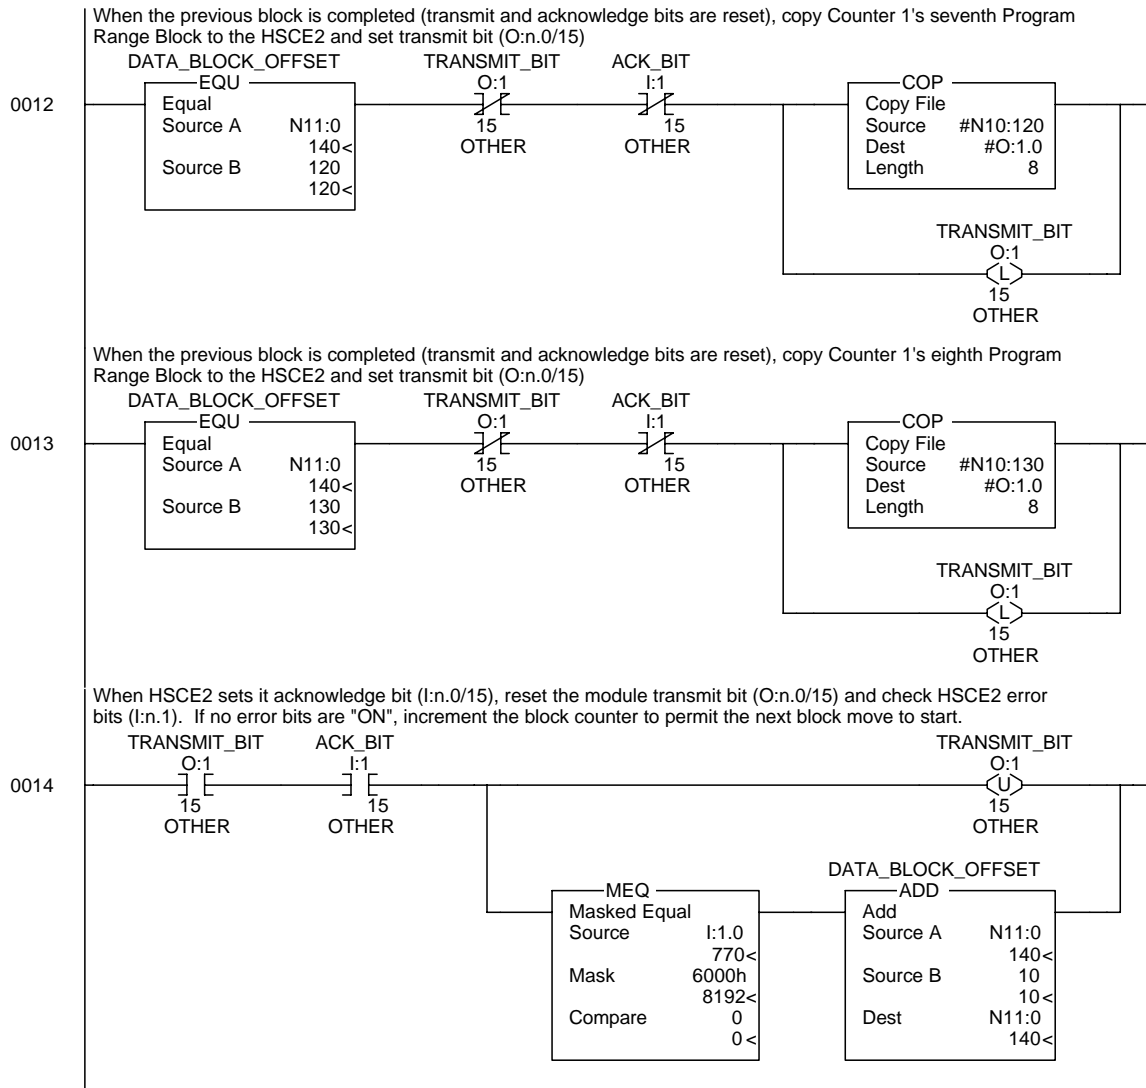 When the previous block is completed (transmit and acknowledge bits are reset), copy Counter 1's seventh Program
Range Block to the HSCE2 and set transmit bit (O:n.0/15)
DATA_BLOCK_OFFSET TRANSMIT_BIT ACK_BIT
EQU O:1 I:1 COP
0012
Equal Copy File
Source A N11:0 15 15 Source #N10:120
140< OTHER OTHER Dest #O:1.0
Source B 120 Length 8
120<
TRANSMIT_BIT
O:1
L
15
OTHER
When the previous block is completed (transmit and acknowledge bits are reset), copy Counter 1's eighth Program
Range Block to the HSCE2 and set transmit bit (O:n.0/15)
DATA_BLOCK_OFFSET TRANSMIT_BIT ACK_BIT
EQU O:1 I:1 COP
0013
Equal Copy File
Source A N11:0 15 15 Source #N10:130
140< OTHER OTHER Dest #O:1.0
Source B 130 Length 8
130<
TRANSMIT_BIT
O:1
L
15
OTHER
When HSCE2 sets it acknowledge bit (I:n.0/15), reset the module transmit bit (O:n.0/15) and check HSCE2 error
bits (I:n.1). If no error bits are "ON", increment the block counter to permit the next block move to start.
TRANSMIT_BIT ACK_BIT TRANSMIT_BIT
O:1 I:1 O:1
0014 U
15 15 15
OTHER OTHER OTHER
DATA_BLOCK_OFFSET
MEQ ADD
Masked Equal Add
Source I:1.0 Source A N11:0
770< 140<
Mask 6000h Source B 10
8192< 10<
Compare 0 Dest N11:0
0< 140<